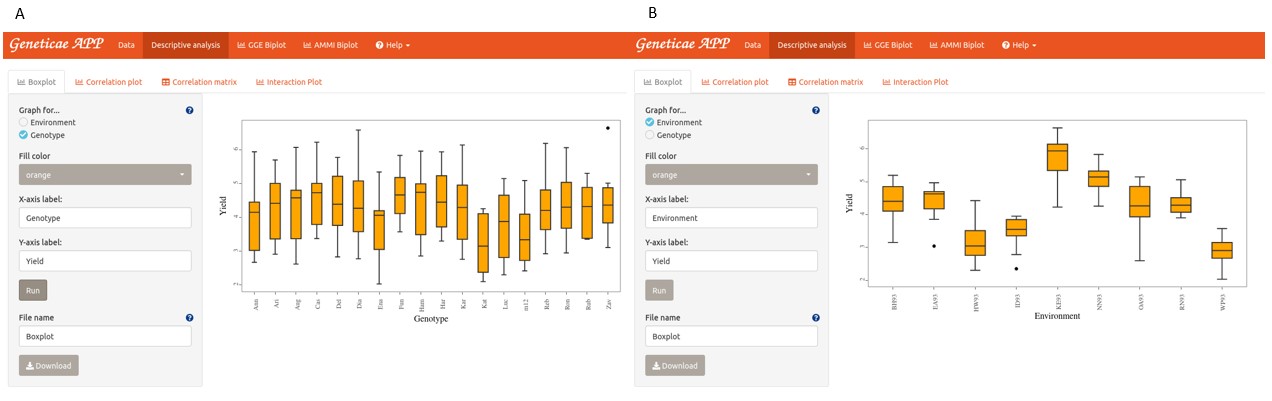 A
Geneticae APP Data Descriptive analysis GGE Biplot AMMI Biplot Help
Boxplot Correlation plot Correlation matrix Interaction Plot
Graph for...
Environment
Genotype
Fill color
orange
X-axis label:
Genotype
Y-axis label:
Yield
Run
File name
Boxplot
Download
Yield
6
5
4
3
2
Ann Ari Aug Cas Del Dia Ena Fun Ham Har Kar Kat Luc m12 Reb Ron Rub Zav
Genotype
B
Geneticae APP Data Descriptive analysis GGE Biplot AMMI Biplot Help
Boxplot Correlation plot Correlation matrix Interaction Plot
Graph for...
Environment
Genotype
Fill color
orange
X-axis label:
Environment
Y-axis label:
Yield
Run
File name
Boxplot
Download
Yield
6
5
4
3
2
BH93 EA93 HW93 ID93 KE93 NN93 OA93 RN93 WP93
Environment